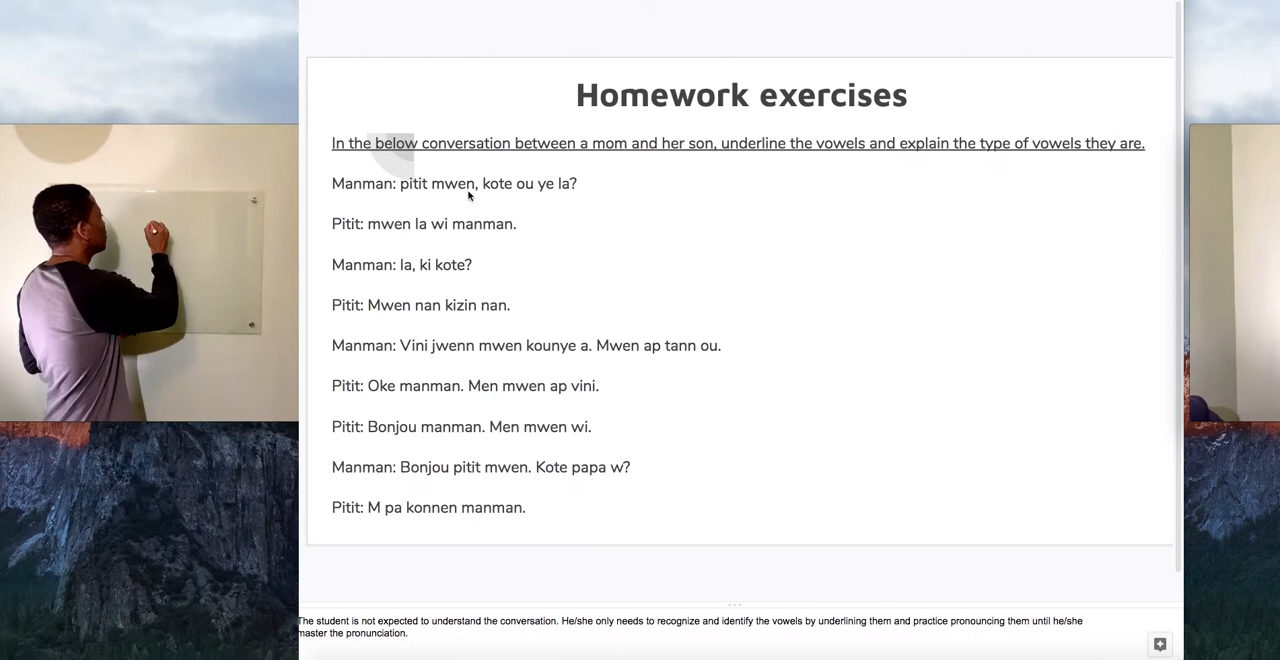 Homework exercises
In the below conversation between a mom and her son, underline the vowels and explain the type of vowels they are.
Manman: pitit mwen, kote ou ye la?
Pitit: mwen la wi manman.
Manman: la, ki kote?
Pitit: Mwen nan kizin nan.
Manman: Vini jwenn mwen kounye a. Mwen ap tann ou.
Pitit: Oke manman. Men mwen ap vini.
Pitit: Bonjou manman. Men mwen wi.
Manman: Bonjou pitit mwen. Kote papa w?
Pitit: M pa konnen manman.
The student is not expected to understand the conversation. He/she only needs to recognize and identify the vowels by underlining them and practice pronouncing them until he/she
master the pronunciation.